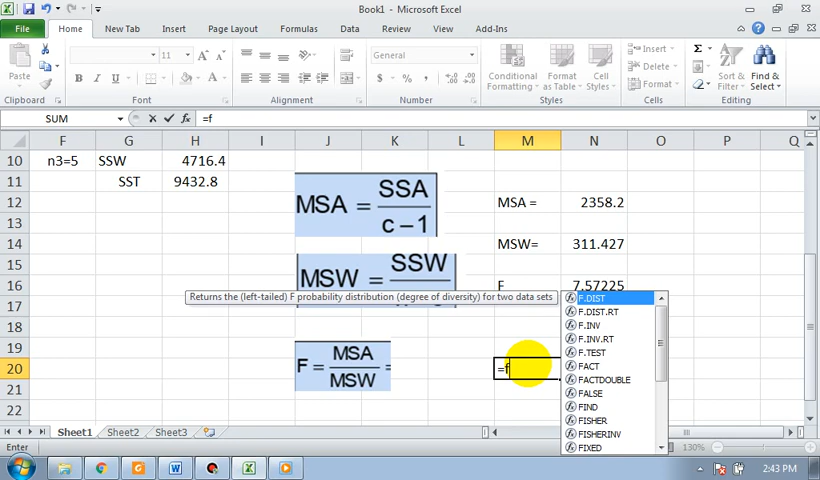 Book1 - Microsoft Excel
File Home New Tab Insert Page Layout Formulas Data Review View Add-Ins
Paste
11 A A
B I U A
General
$ % ,
Conditional Formatting
Format as Table
Cell Styles
Insert
Delete
Format
Σ
Sort & Filter
Find & Select
Clipboard Font Alignment Number Styles Cells Editing
SUM fx =f
F G H I J K L M N O P Q
10 n3=5 SSW 4716.4
11 SST 9432.8
12 MSA = 2358.2
MSA = SSA
c – 1
13
14 MSW= 311.427
15
MSW = SSW
16 F 7.57225
Returns the (left-tailed) F probability distribution (degree of diversity) for two data sets
17
18
19
20 =f
21
22
F = MSA
MSW =
F.DIST
F.DIST.RT
F.INV
F.INV.RT
F.TEST
FACT
FACTDOUBLE
FALSE
FIND
FISHER
FISHERINV
FIXED
Sheet1 Sheet2 Sheet3
Enter 130%
2:43 PM